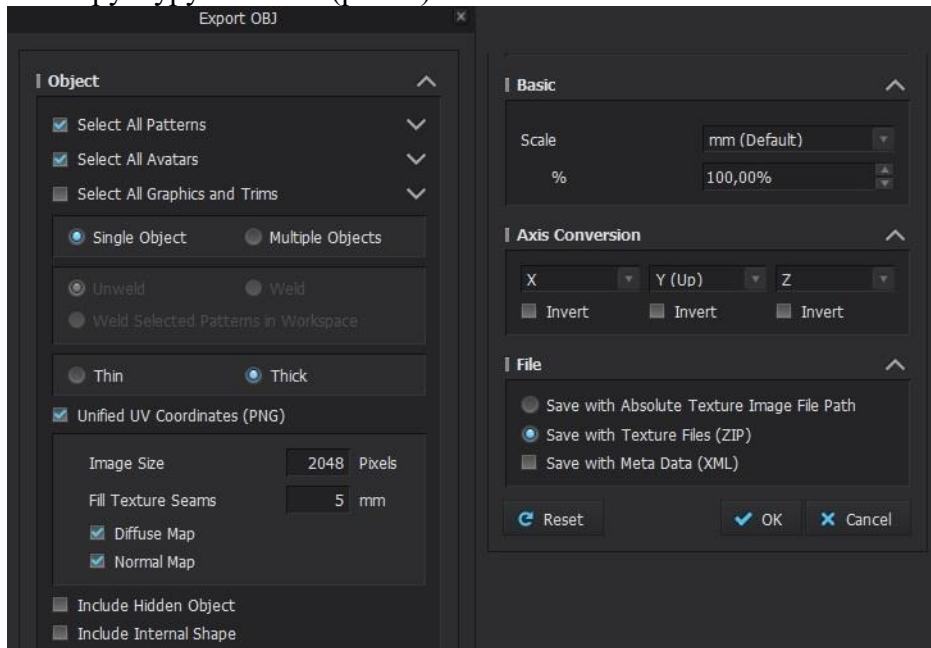 Export OBJ
Object
Select All Patterns
Select All Avatars
Select All Graphics and Trims
Single Object Multiple Objects
Unweld Weld
Weld Selected Patterns in Workspace
Thin Thick
Unified UV Coordinates (PNG)
Image Size 2048 Pixels
Fill Texture Seams 5 mm
Diffuse Map
Normal Map
Include Hidden Object
Include Internal Shape
Basic
Scale mm (Default)
% 100,00%
Axis Conversion
X Y (Up) Z
Invert Invert Invert
File
Save with Absolute Texture Image File Path
Save with Texture Files (ZIP)
Save with Meta Data (XML)
Reset OK Cancel